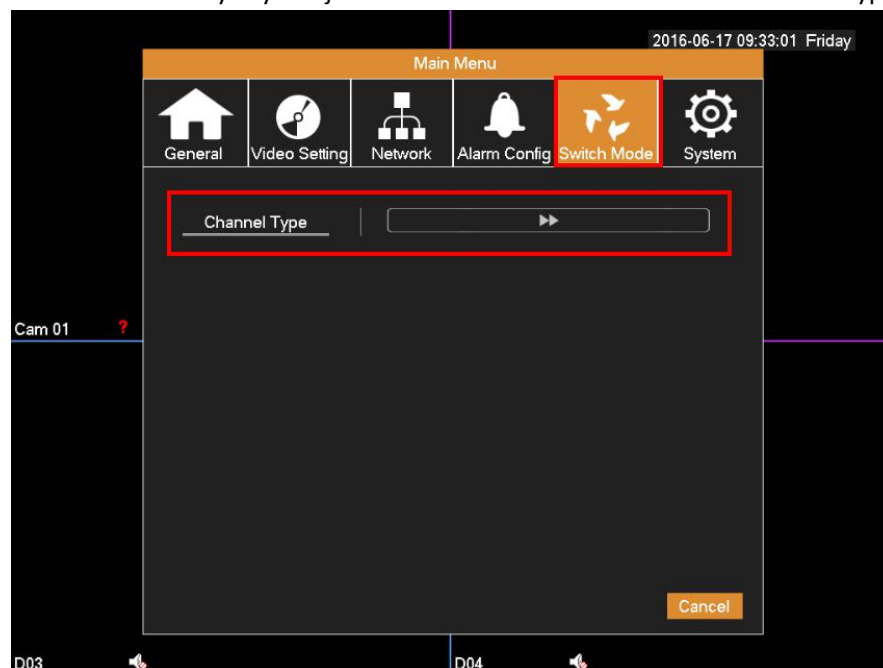 2016-06-17 09:33:01 Friday
Main Menu
General Video Setting Network Alarm Config Switch Mode System
Channel Type
Cam 01 ?
Cancel
D03 D04